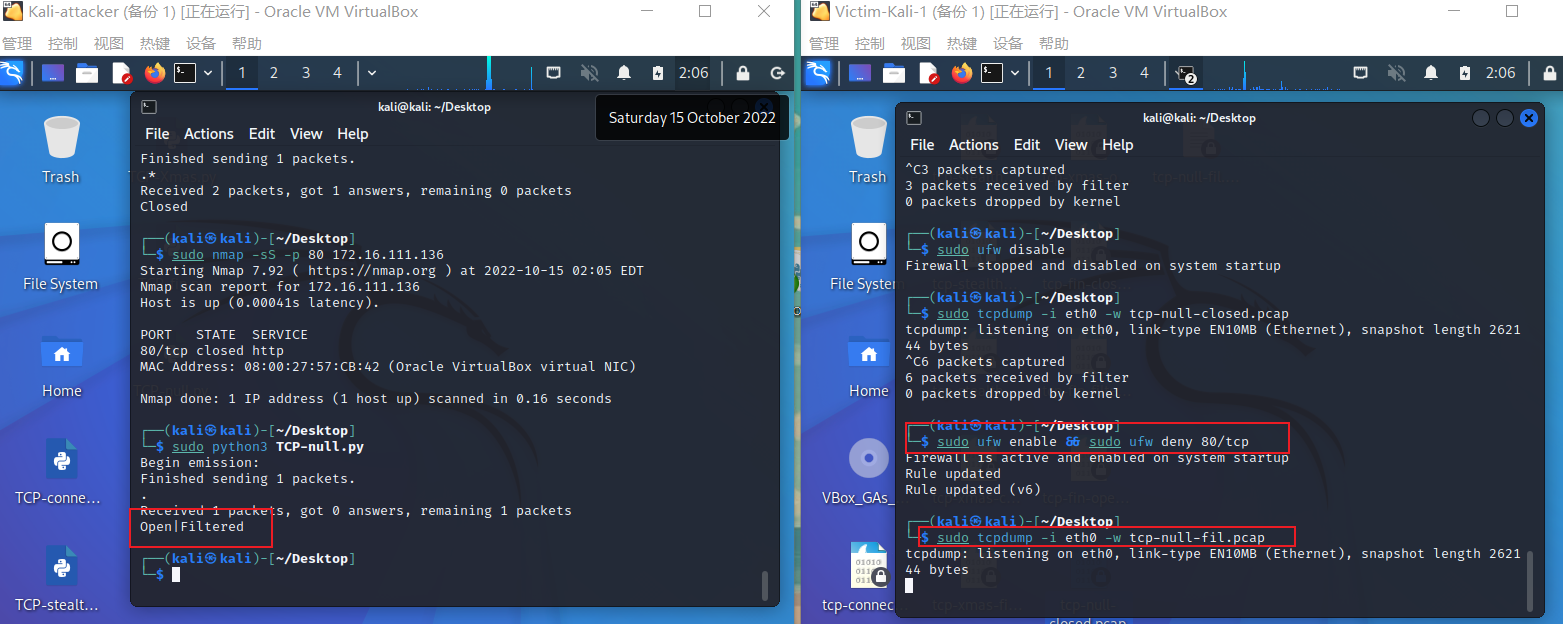 Kali-attacker (备份 1) [正在运行] - Oracle VM VirtualBox
管理 控制 视图 热键 设备 帮助
1 2 3 4 2:06
kali@kali: ~/Desktop
Saturday 15 October 2022
File Actions Edit View Help
Finished sending 1 packets.
.*
Received 2 packets, got 1 answers, remaining 0 packets
Closed
┌──(kali㉿kali)-[~/Desktop]
└─$ sudo nmap -sS -p 80 172.16.111.136
Starting Nmap 7.92 ( https://nmap.org ) at 2022-10-15 02:05 EDT
Nmap scan report for 172.16.111.136
Host is up (0.00041s latency).
PORT STATE SERVICE
80/tcp closed http
MAC Address: 08:00:27:57:CB:42 (Oracle VirtualBox virtual NIC)
Nmap done: 1 IP address (1 host up) scanned in 0.16 seconds
┌──(kali㉿kali)-[~/Desktop]
└─$ sudo python3 TCP-null.py
Begin emission:
Finished sending 1 packets.
.
Received 1 packets, got 0 answers, remaining 1 packets
Open|Filtered
┌──(kali㉿kali)-[~/Desktop]
└─$
Trash
File System
Home
TCP-conne...
TCP-stealt...
Victim-Kali-1 (备份 1) [正在运行] - Oracle VM VirtualBox
管理 控制 视图 热键 设备 帮助
1 2 3 4 2 2:06
kali@kali: ~/Desktop
File Actions Edit View Help
^C3 packets captured
3 packets received by filter
0 packets dropped by kernel
┌──(kali㉿kali)-[~/Desktop]
└─$ sudo ufw disable
Firewall stopped and disabled on system startup
┌──(kali㉿kali)-[~/Desktop]
└─$ sudo tcpdump -i eth0 -w tcp-null-closed.pcap
tcpdump: listening on eth0, link-type EN10MB (Ethernet), snapshot length 2621
44 bytes
^C6 packets captured
6 packets received by filter
0 packets dropped by kernel
┌──(kali㉿kali)-[~/Desktop]
└─$ sudo ufw enable && sudo ufw deny 80/tcp
Firewall is active and enabled on system startup
Rule updated
Rule updated (v6)
┌──(kali㉿kali)-[~/Desktop]
└─$ sudo tcpdump -i eth0 -w tcp-null-fil.pcap
tcpdump: listening on eth0, link-type EN10MB (Ethernet), snapshot length 2621
44 bytes
Trash
File System
Home
VBox_GAs_
tcp-connec
closed.pcap